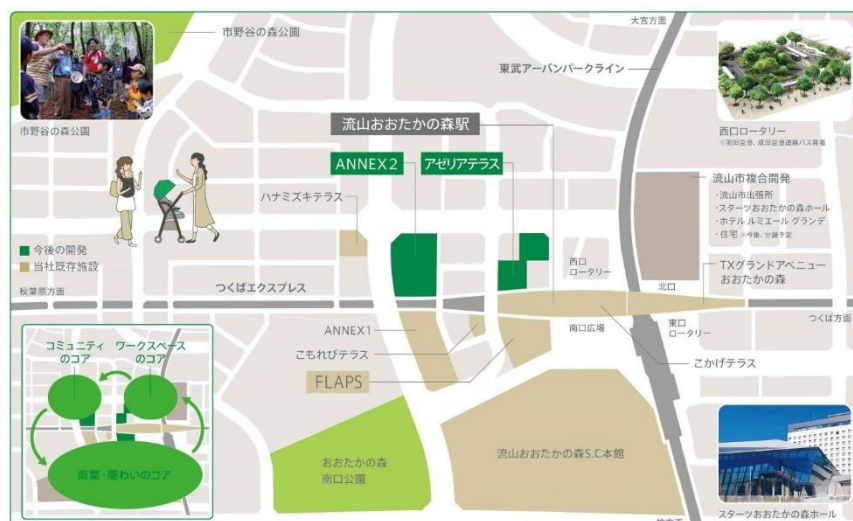 市野谷の森公園
大宮方面
東武アーバンパークライン
市野谷の森公園
流山おおたかの森駅
西口ロータリー
※羽田空港、成田空港連絡バス発着
ANNEX2
アゼリアテラス
流山市複合開発
・流山市出張所
・スターツおおたかの森ホール
・ホテル ルミエール グランデ
・住宅 ※今後、分譲予定
ハナミズキテラス
今後の開発
当社既存施設
西口
ロータリー
TXグランドアベニュー
おおたかの森
秋葉原方面
つくばエクスプレス
北口
つくば方面
ANNEX1
南口広場
東口
ロータリー
こもれびテラス
こかげテラス
FLAPS
コミュニティ
のコア
ワークスペース
のコア
商業・賑わいのコア
おおたかの森
南口公園
流山おおたかの森S.C本館
スターツおおたかの森ホール